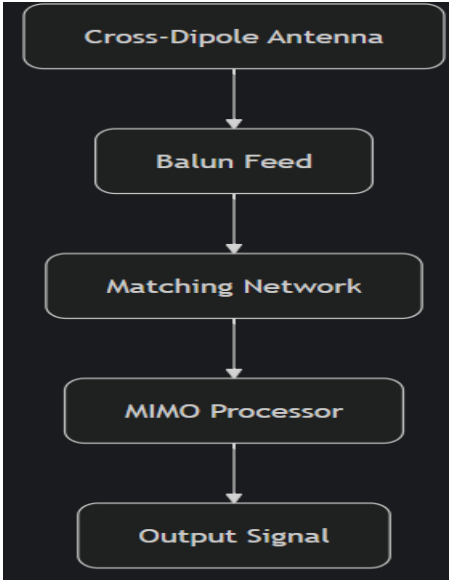 Cross-Dipole Antenna
Balun Feed
Matching Network
MIMO Processor
Output Signal